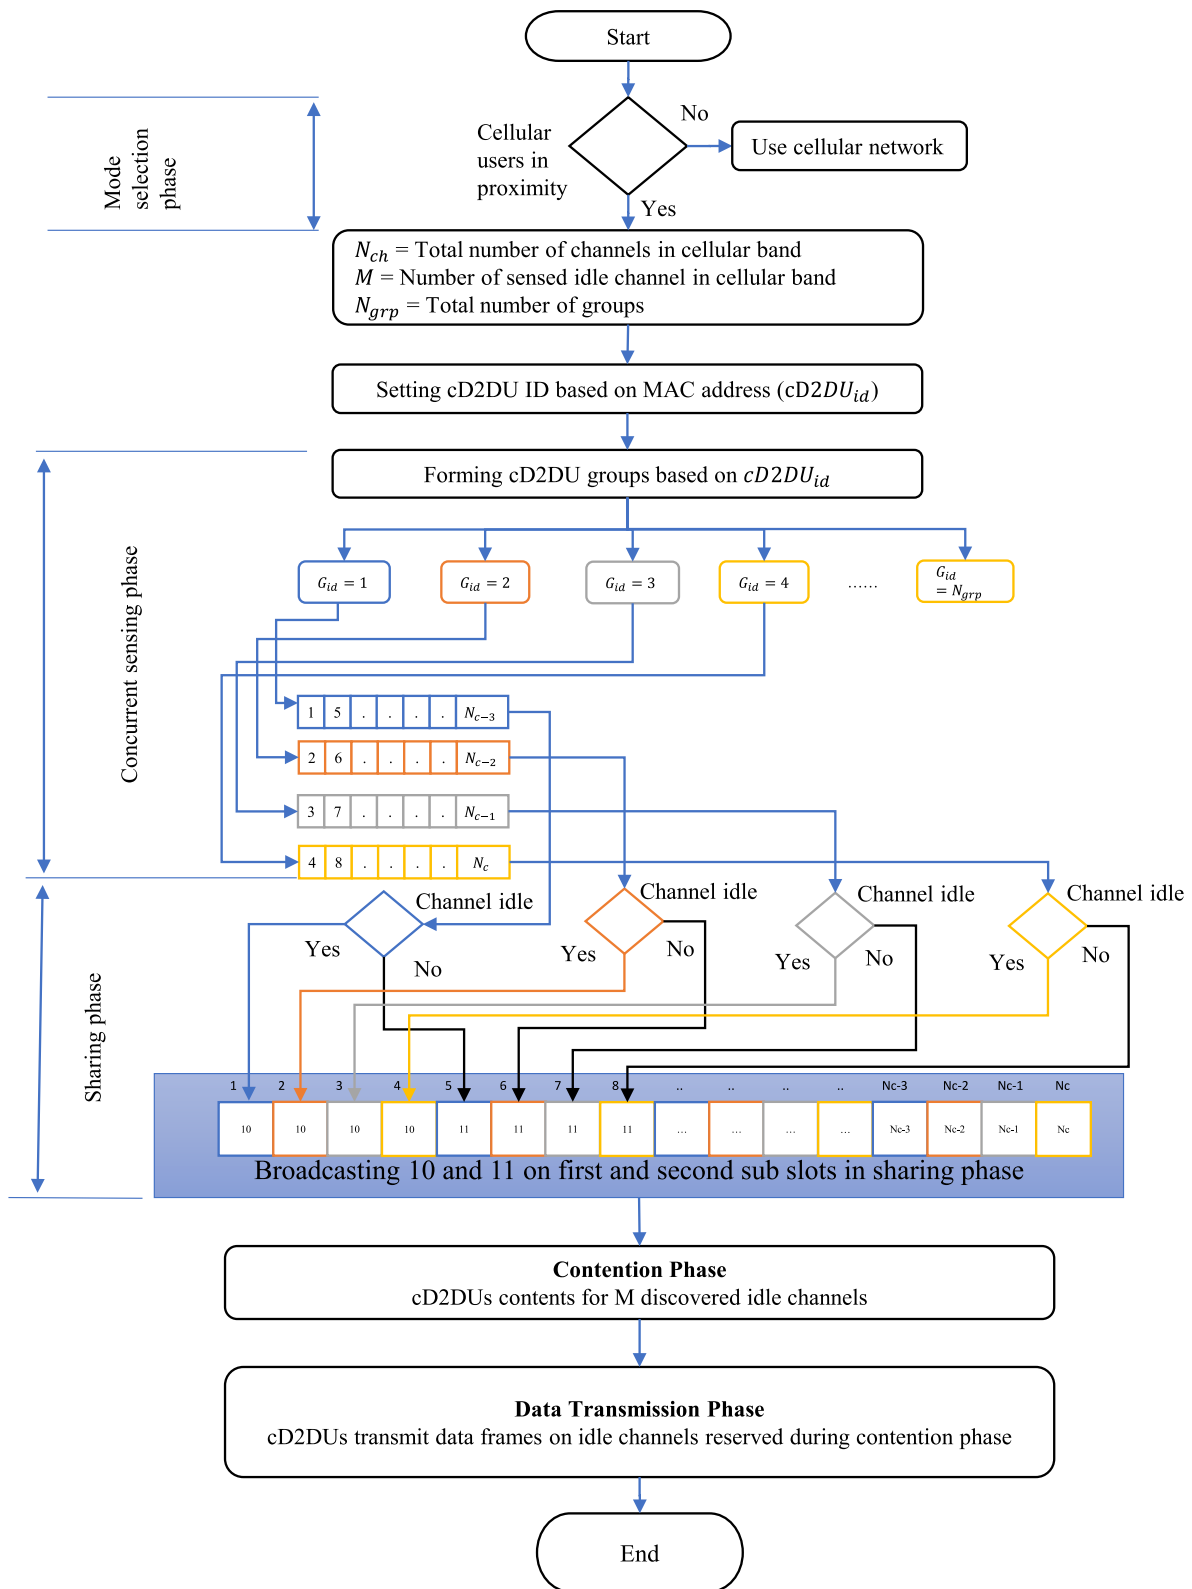 Start
No
Cellular
users in
proximity
Use cellular network
Yes
Mode
selection
phase
N_ch = Total number of channels in cellular band
M = Number of sensed idle channel in cellular band
N_grp = Total number of groups
Setting cD2DU ID based on MAC address (cD2DU_id)
Forming cD2DU groups based on cD2DU_id
Concurrent sensing phase
G_id = 1
G_id = 2
G_id = 3
G_id = 4
......
G_id
= N_grp
1 5 . . . . N_c−3
2 6 . . . . N_c−2
3 7 . . . . N_c−1
4 8 . . . . N_c
Channel idle
Channel idle
Channel idle
Channel idle
Yes
No
Yes
No
Yes
No
Yes
No
Sharing phase
1 2 3 4 5 6 7 8 .. .. .. .. Nc-3 Nc-2 Nc-1 Nc
10 10 10 10 11 11 11 11 ... ... ... ... Nc-3 Nc-2 Nc-1 Nc
Broadcasting 10 and 11 on first and second sub slots in sharing phase
Contention Phase
cD2DUs contents for M discovered idle channels
Data Transmission Phase
cD2DUs transmit data frames on idle channels reserved during contention phase
End